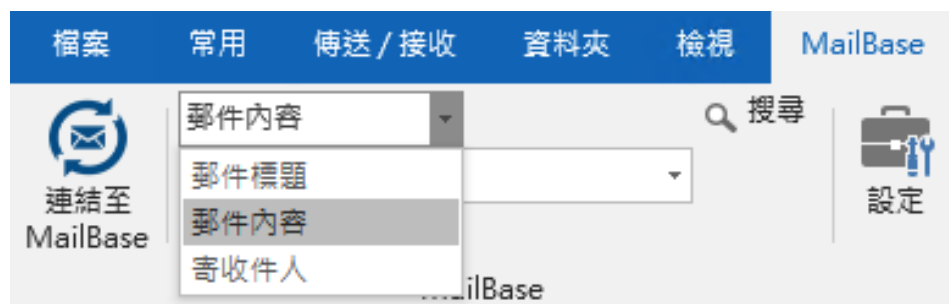 檔案 常用 傳送 / 接收 資料夾 檢視 MailBase
郵件內容 搜尋
郵件標題
郵件內容
寄收件人
連結至
MailBase
設定
ilBase